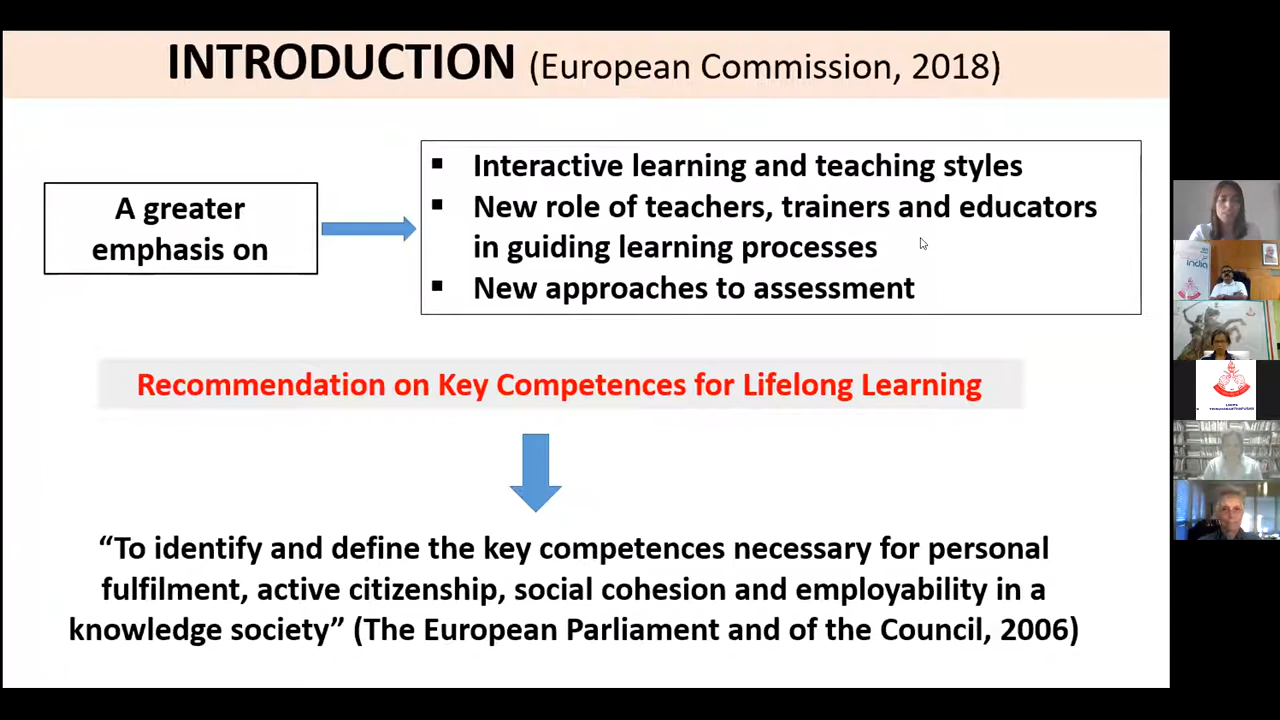 INTRODUCTION (European Commission, 2018)
A greater
emphasis on
▪ Interactive learning and teaching styles
▪ New role of teachers, trainers and educators
in guiding learning processes
▪ New approaches to assessment
Recommendation on Key Competences for Lifelong Learning
“To identify and define the key competences necessary for personal
fulfilment, active citizenship, social cohesion and employability in a
knowledge society” (The European Parliament and of the Council, 2006)
india